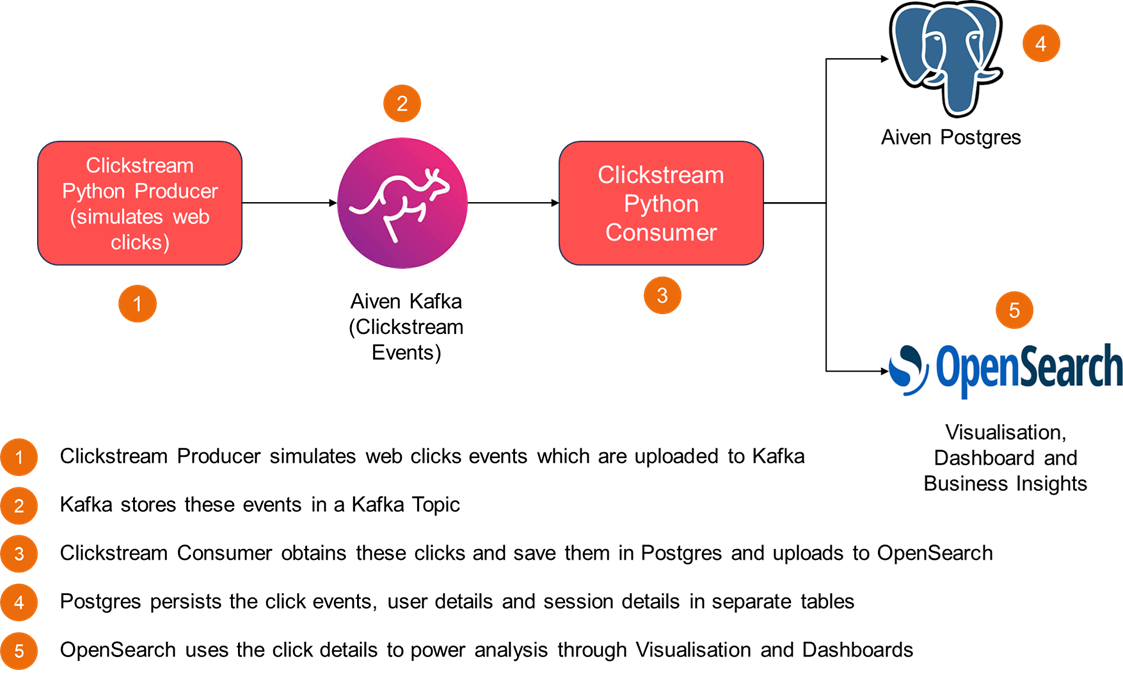 4
2
Aiven Postgres
Clickstream
Python Producer
(simulates web
clicks)
Clickstream
Python
Consumer
1
Aiven Kafka
(Clickstream
Events)
3
5
OpenSearch
Visualisation,
Dashboard and
Business Insights
1 Clickstream Producer simulates web clicks events which are uploaded to Kafka
2 Kafka stores these events in a Kafka Topic
3 Clickstream Consumer obtains these clicks and save them in Postgres and uploads to OpenSearch
4 Postgres persists the click events, user details and session details in separate tables
5 OpenSearch uses the click details to power analysis through Visualisation and Dashboards